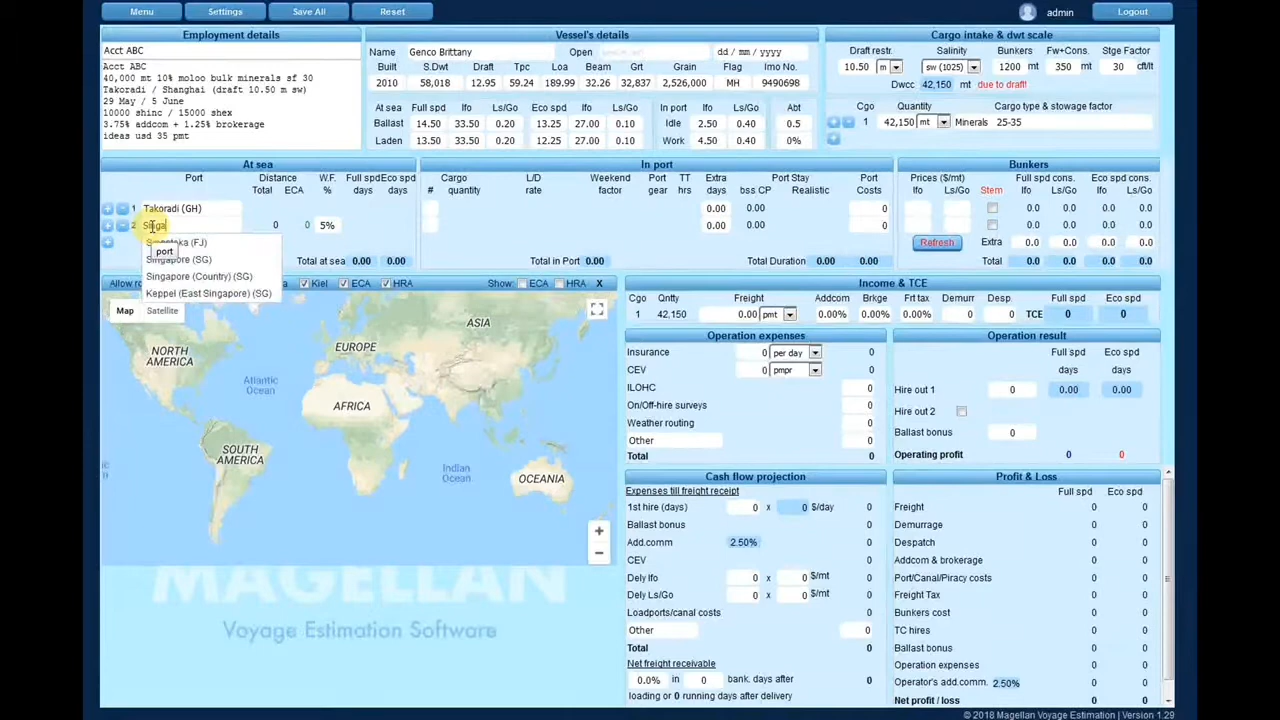 Menu Settings Save All Reset admin Logout
Employment details
Acct ABC
Acct ABC
40,000 mt 10% moloo bulk minerals sf 30
Takoradi / Shanghai (draft 10.50 m sw)
29 May / 5 June
10000 shinc / 15000 shex
3.75% addcom + 1.25% brokerage
ideas usd 35 pmt
Vessel's details
Name Genco Brittany Open dd / mm / yyyy
Built S.Dwt Draft Tpc Loa Beam Nrt Grain Flag Imo No.
2010 58,018 12.95 59.24 189.99 32.26 32,837 2,526,000 MH 9490698
At sea Full spd Ifo Ls/Go Eco spd Ifo Ls/Go In port Ifo Ls/Go Abt
Ballast 14.50 33.50 0.20 13.25 27.00 0.10 Idle 2.50 0.40 0.5
Laden 13.50 33.50 0.20 12.25 27.00 0.10 Work 4.50 0.40 0%
Cargo intake & dwt scale
Draft restr. Salinity Bunkers Fw+Cons. Stge Factor
10.50 m sw (1025) 1200 mt 350 mt 30 cft/lt
Dwcc 42,150 mt due to draft!
Cgo Quantity Cargo type & stowage factor
1 42,150 mt Minerals 25-35
At sea
Port Distance W.F. Full spd Eco spd
Total ECA % days days
1 Takoradi (GH)
2 Singa 0 0 5%
(FJ)
port
Singapore (SG)
Singapore (Country) (SG)
Keppel (East Singapore) (SG)
Total at sea 0.00 0.00
In port
Cargo L/D Weekend Port TT Extra Port Stay Port
# quantity rate factor gear hrs days bss CP Realistic Costs
0.00 0.00
0.00 0.00
Total in Port 0.00 Total Duration 0.00 0.00
Bunkers
Prices ($/mt) Full spd cons. Eco spd cons.
Ifo Ls/Go Stem Ifo Ls/Go Ifo Ls/Go
0.0 0.0 0.0 0.0
0.0 0.0 0.0 0.0
Refresh Extra 0.0 0.0 0.0 0.0
Total 0.0 0.0 0.0 0.0
Allow ro Kiel ECA HRA Show: ECA HRA X
Map Satellite
NORTH AMERICA
EUROPE
ASIA
Atlantic Ocean
AFRICA
SOUTH AMERICA
Indian Ocean
OCEANIA
+
−
MAGELLAN
Voyage Estimation Software
Income & TCE
Cgo Qnty Freight Addcom Brkge Frt tax Demurr Desp Full spd Eco spd
1 42,150 0.00 pmt 0.00% 0.00% 0.00% 0 0 TCE 0 0
Operation expenses
Insurance 0 per day 0
CEV 0 pmpr 0
ILOHC 0
On/Off-hire surveys 0
Weather routing 0
Other 0
Total 0
Operation result
Full spd Eco spd
days days
Hire out 1 0 0.00 0.00
Hire out 2
Ballast bonus 0
Operating profit 0 0
Cash flow projection
Expenses till freight receipt
1st hire (days) 0 x 0 $/day 0
Ballast bonus 0
Add.comm 2.50% 0
CEV 0
Dely Ifo 0 x 0 $/mt 0
Dely Ls/Go 0 x 0 $/mt 0
Loadports/canal costs 0
Other 0
Total 0
Net freight receivable
0.0% in 0 bank. days after 0
loading or 0 running days after delivery
Profit & Loss
Full spd Eco spd
Freight 0 0
Demurrage 0 0
Despatch 0 0
Addcom & brokerage 0 0
Port/Canal/Piracy costs 0 0
Freight Tax 0 0
Bunkers cost 0 0
TC hires 0 0
Ballast bonus 0 0
Operation expenses 0 0
Operator's add.comm. 2.50% 0 0
Net profit / loss 0 0
© 2018 Magellan Voyage Estimation | Version 1.29